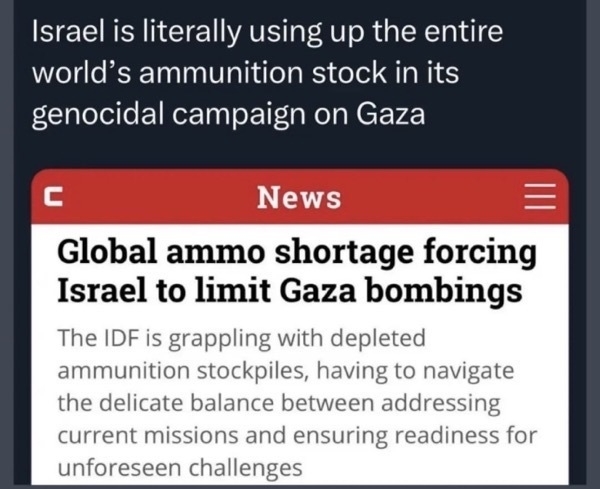 Israel is literally using up the entire
world’s ammunition stock in its
genocidal campaign on Gaza
C News
Global ammo shortage forcing
Israel to limit Gaza bombings
The IDF is grappling with depleted
ammunition stockpiles, having to navigate
the delicate balance between addressing
current missions and ensuring readiness for
unforeseen challenges